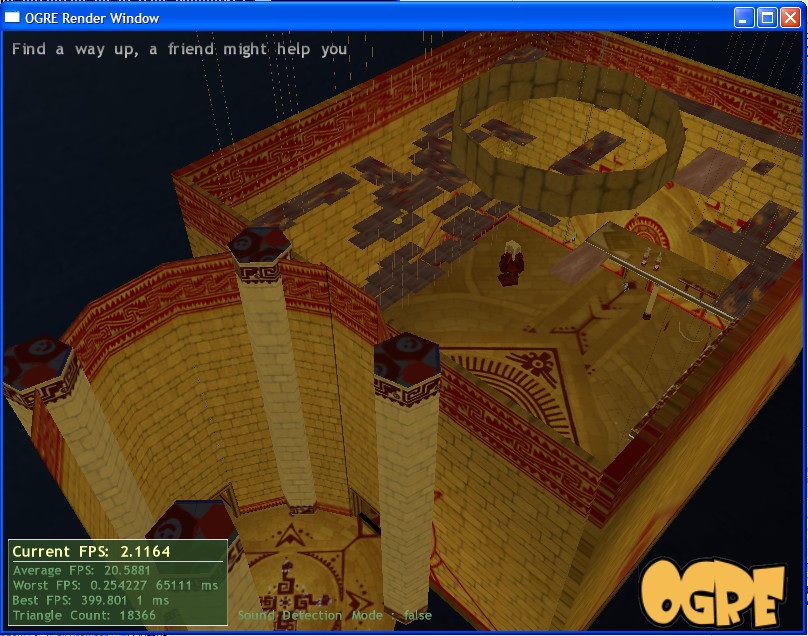 OGRE Render Window
Find a way up, a friend might help you
Current FPS: 2.1164
Average FPS: 20.5881
Worst FPS: 0.254227 65111 ms
Best FPS: 399.801 1 ms
Triangle Count: 18366
Sound Detection Mode : false
OGRE